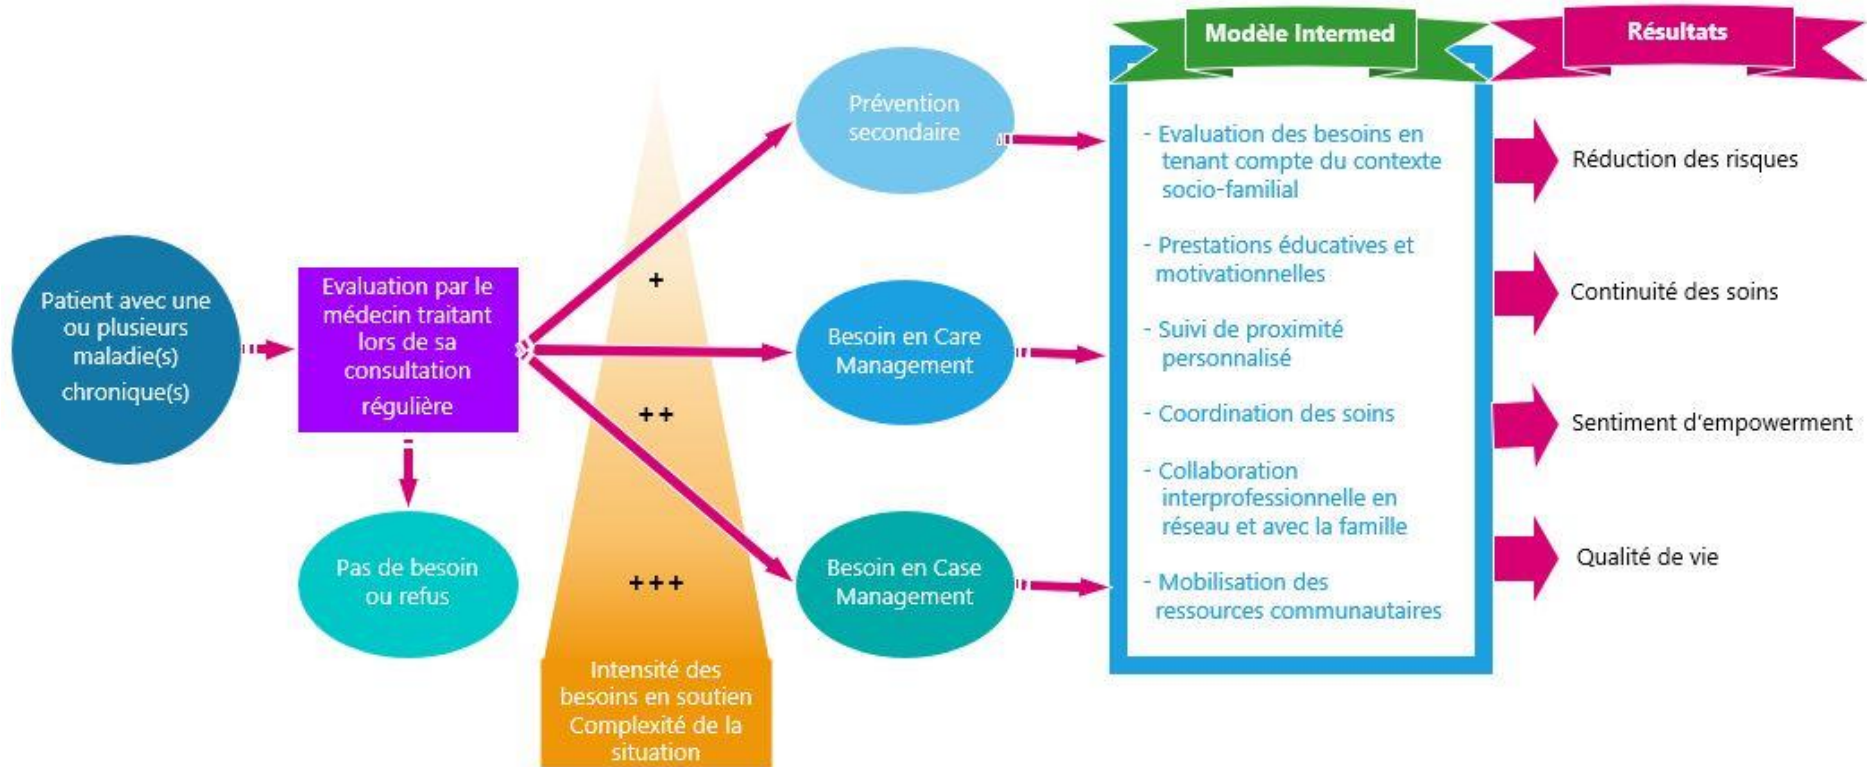 Patient avec une
ou plusieurs
maladie(s)
chronique(s)
Evaluation par le
médecin traitant
lors de sa
consultation
régulière
Pas de besoin
ou refus
+
++
+++
Intensité des
besoins en soutien
Complexité de la
situation
Prévention
secondaire
Besoin en Care
Management
Besoin en Case
Management
Modèle Intermed
- Evaluation des besoins en
tenant compte du contexte
socio-familial
- Prestations éducatives et
motivationnelles
- Suivi de proximité
personnalisé
- Coordination des soins
- Collaboration
interprofessionnelle en
réseau et avec la famille
- Mobilisation des
ressources communautaires
Résultats
Réduction des risques
Continuité des soins
Sentiment d'empowerment
Qualité de vie